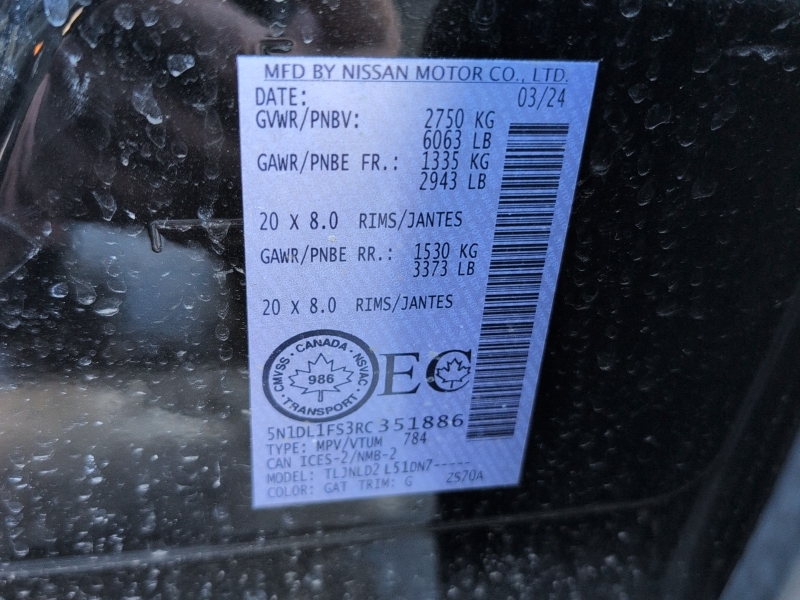 MFD BY NISSAN MOTOR CO., LTD.
DATE: 03/24
GVWR/PNBV: 2750 KG
6063 LB
GAWR/PNBE FR.: 1335 KG
2943 LB
20 X 8.0 RIMS/JANTES
GAWR/PNBE RR.: 1530 KG
3373 LB
20 X 8.0 RIMS/JANTES
CMVSS · CANADA · NSVAC
986
TRANSPORT
EC
5N1DL1FS3RC351886
TYPE: MPV/VTUM 784
CAN ICES-2/NMB-2
MODEL: TLJNLD2 L51DN7-----
COLOR: GAT TRIM: G ZS70A